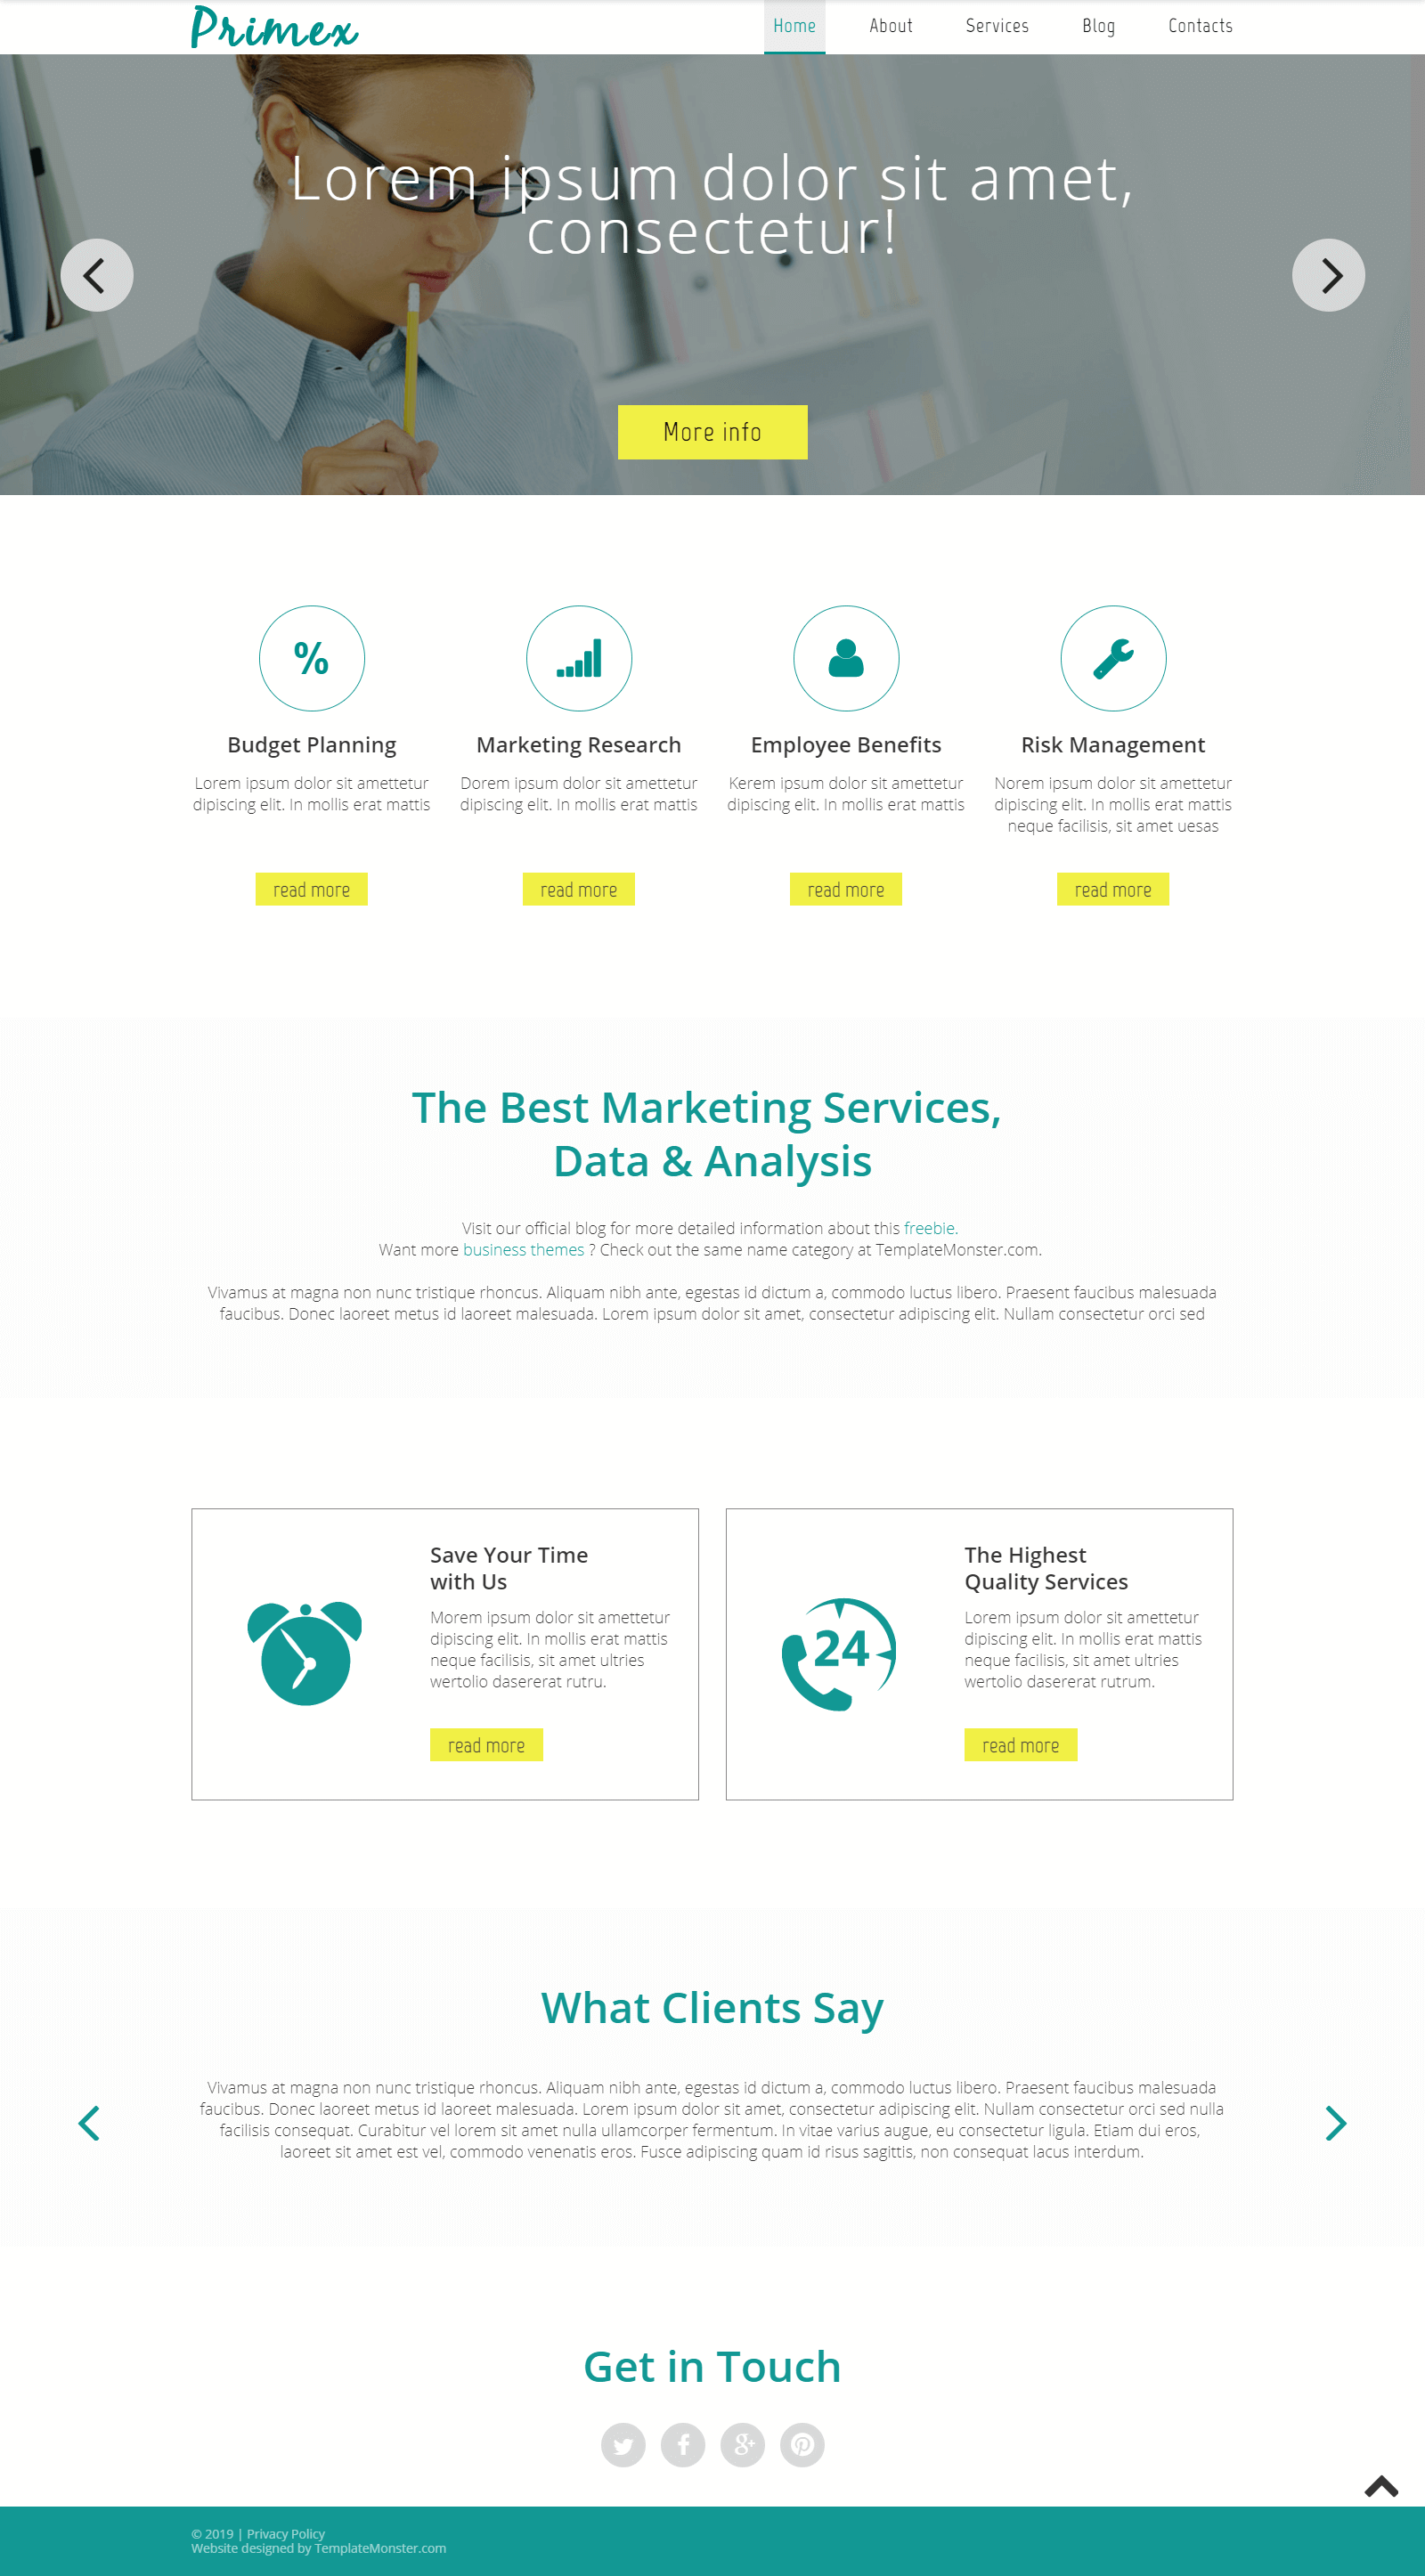 Primex
Home
About
Services
Blog
Contacts
Lorem ipsum dolor sit amet,
consectetur!
More info
%
Budget Planning
Lorem ipsum dolor sit amettetur
dipiscing elit. In mollis erat mattis
read more
Marketing Research
Dorem ipsum dolor sit amettetur
dipiscing elit. In mollis erat mattis
read more
Employee Benefits
Kerem ipsum dolor sit amettetur
dipiscing elit. In mollis erat mattis
read more
Risk Management
Norem ipsum dolor sit amettetur
dipiscing elit. In mollis erat mattis
neque facilisis, sit amet uesas
read more
The Best Marketing Services,
Data & Analysis
Visit our official blog for more detailed information about this freebie.
Want more business themes ? Check out the same name category at TemplateMonster.com.
Vivamus at magna non nunc tristique rhoncus. Aliquam nibh ante, egestas id dictum a, commodo luctus libero. Praesent faucibus malesuada
faucibus. Donec laoreet metus id laoreet malesuada. Lorem ipsum dolor sit amet, consectetur adipiscing elit. Nullam consectetur orci sed
Save Your Time
with Us
Morem ipsum dolor sit amettetur
dipiscing elit. In mollis erat mattis
neque facilisis, sit amet ultries
wertolio dasererat rutru.
read more
24
The Highest
Quality Services
Lorem ipsum dolor sit amettetur
dipiscing elit. In mollis erat mattis
neque facilisis, sit amet ultries
wertolio dasererat rutrum.
read more
What Clients Say
Vivamus at magna non nunc tristique rhoncus. Aliquam nibh ante, egestas id dictum a, commodo luctus libero. Praesent faucibus malesuada
faucibus. Donec laoreet metus id laoreet malesuada. Lorem ipsum dolor sit amet, consectetur adipiscing elit. Nullam consectetur orci sed nulla
facilisis consequat. Curabitur vel lorem sit amet nulla ullamcorper fermentum. In vitae varius augue, eu consectetur ligula. Etiam dui eros,
laoreet sit amet est vel, commodo venenatis eros. Fusce adipiscing quam id risus sagittis, non consequat lacus interdum.
Get in Touch
© 2019 | Privacy Policy
Website designed by TemplateMonster.com